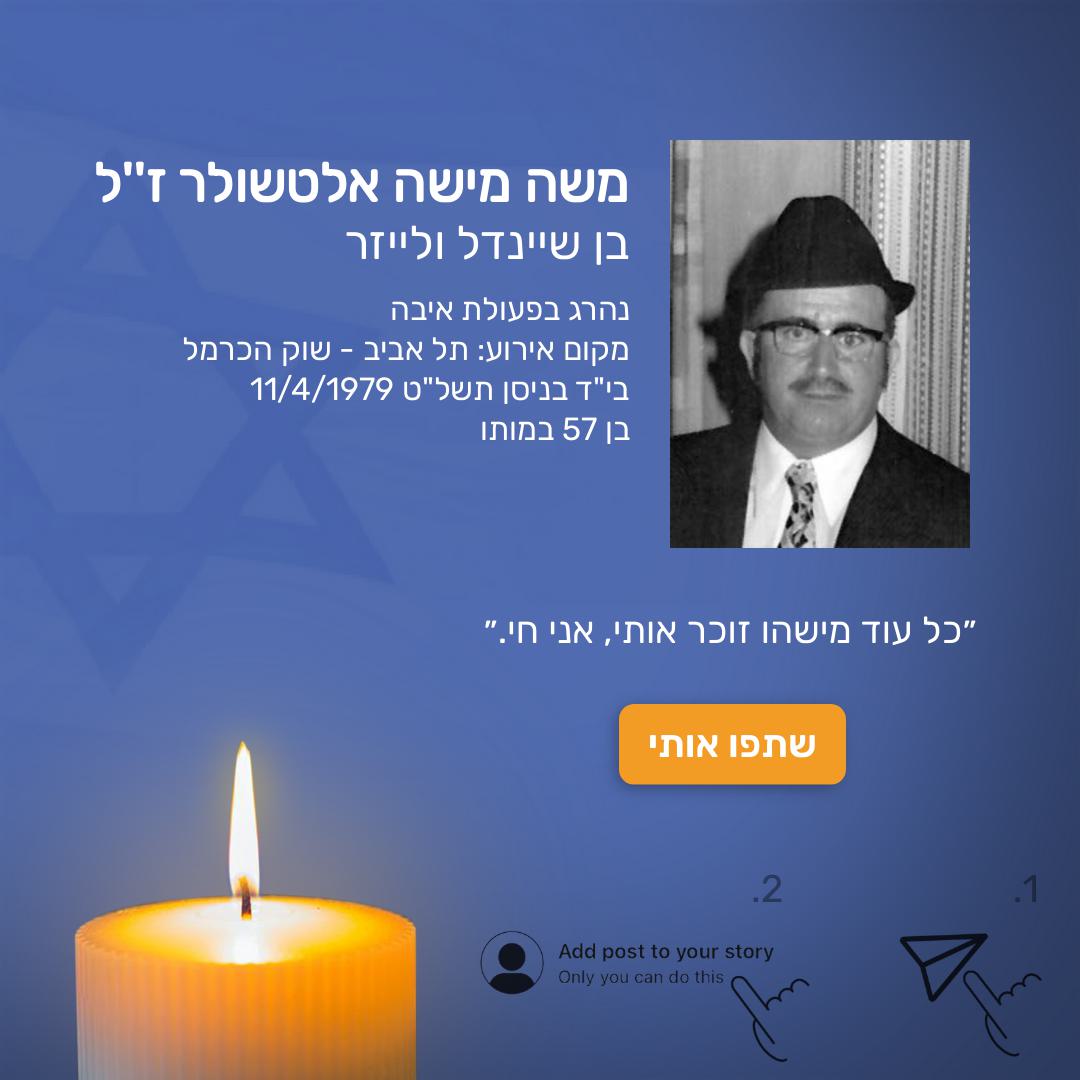 משה מישה אלטשולר ז"ל
בן שיינדל ולייזר
נהרג בפעולת איבה
מקום אירוע: תל אביב - שוק הכרמל
בי"ד בניסן תשל"ט 11/4/1979
בן 57 במותו
״כל עוד מישהו זוכר אותי, אני חי.״
שתפו אותי
1.
2.
Add post to your story
Only you can do this